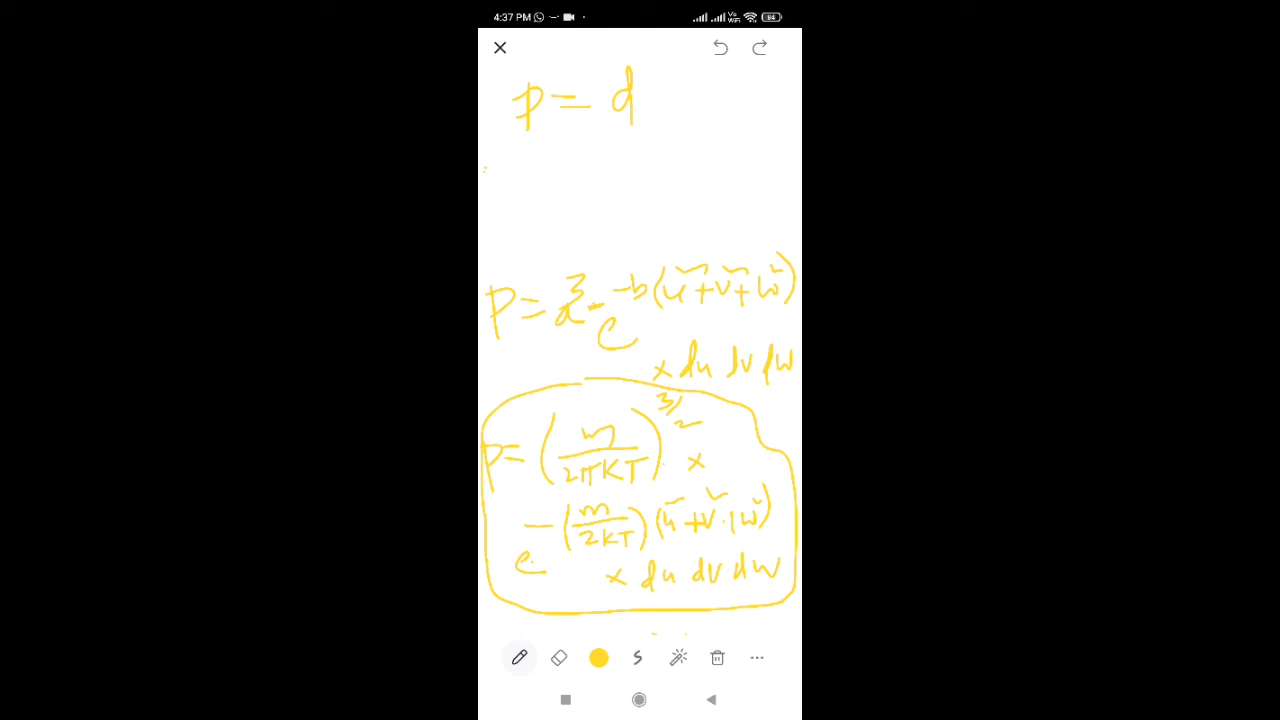 4:37 PM
84
p = d
p = a³ e^-b(u²+v²+w²)
x du dv dw
p = (m/2πKT)^3/2 x
e^-(m/2KT)(u²+v²+w²)
x du dv dw